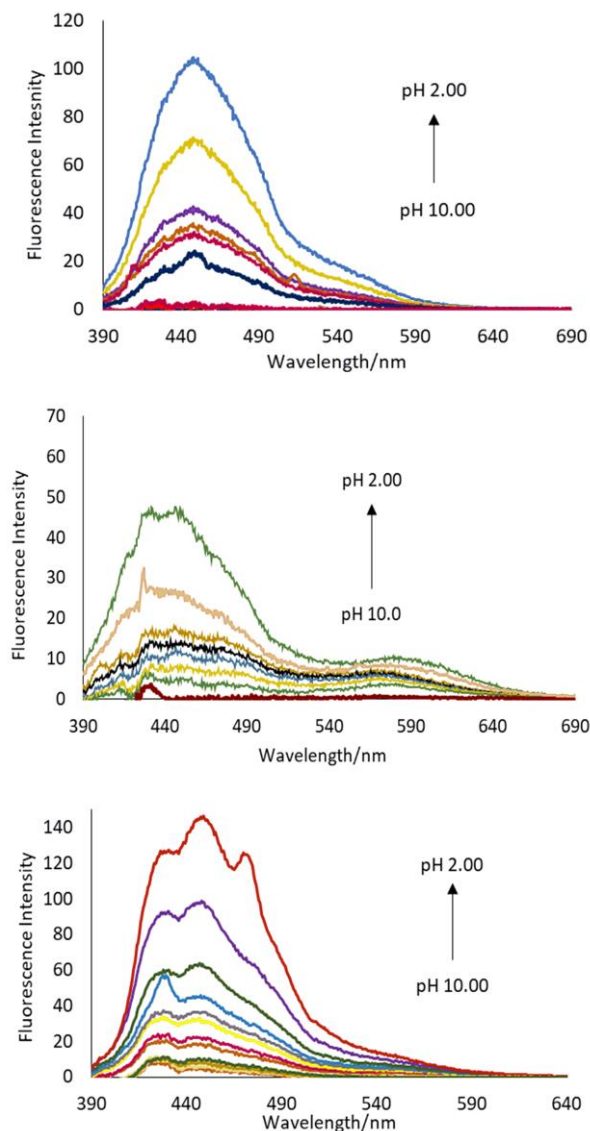 Fluorescence Intesnity
120
100
80
60
40
20
0
390 440 490 540 590 640 690
Wavelength/nm
pH 2.00
pH 10.00
Fluorescence Intensity
70
60
50
40
30
20
10
0
390 440 490 540 590 640 690
Wavelength/nm
pH 2.00
pH 10.0
Fluorescence Intensity
140
120
100
80
60
40
20
0
390 440 490 540 590 640
Wavelength/nm
pH 2.00
pH 10.00